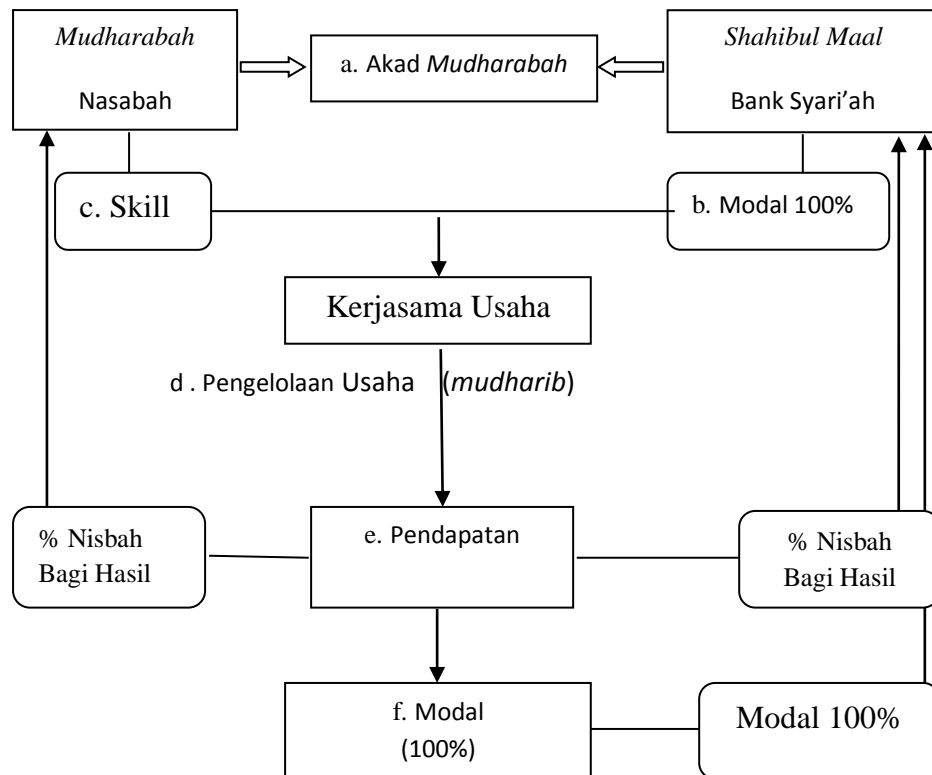 Mudharabah
Nasabah
a. Akad Mudharabah
Shahibul Maal
Bank Syari’ah
c. Skill
b. Modal 100%
Kerjasama Usaha
d . Pengelolaan Usaha (mudharib)
% Nisbah
Bagi Hasil
e. Pendapatan
% Nisbah
Bagi Hasil
f. Modal
(100%)
Modal 100%